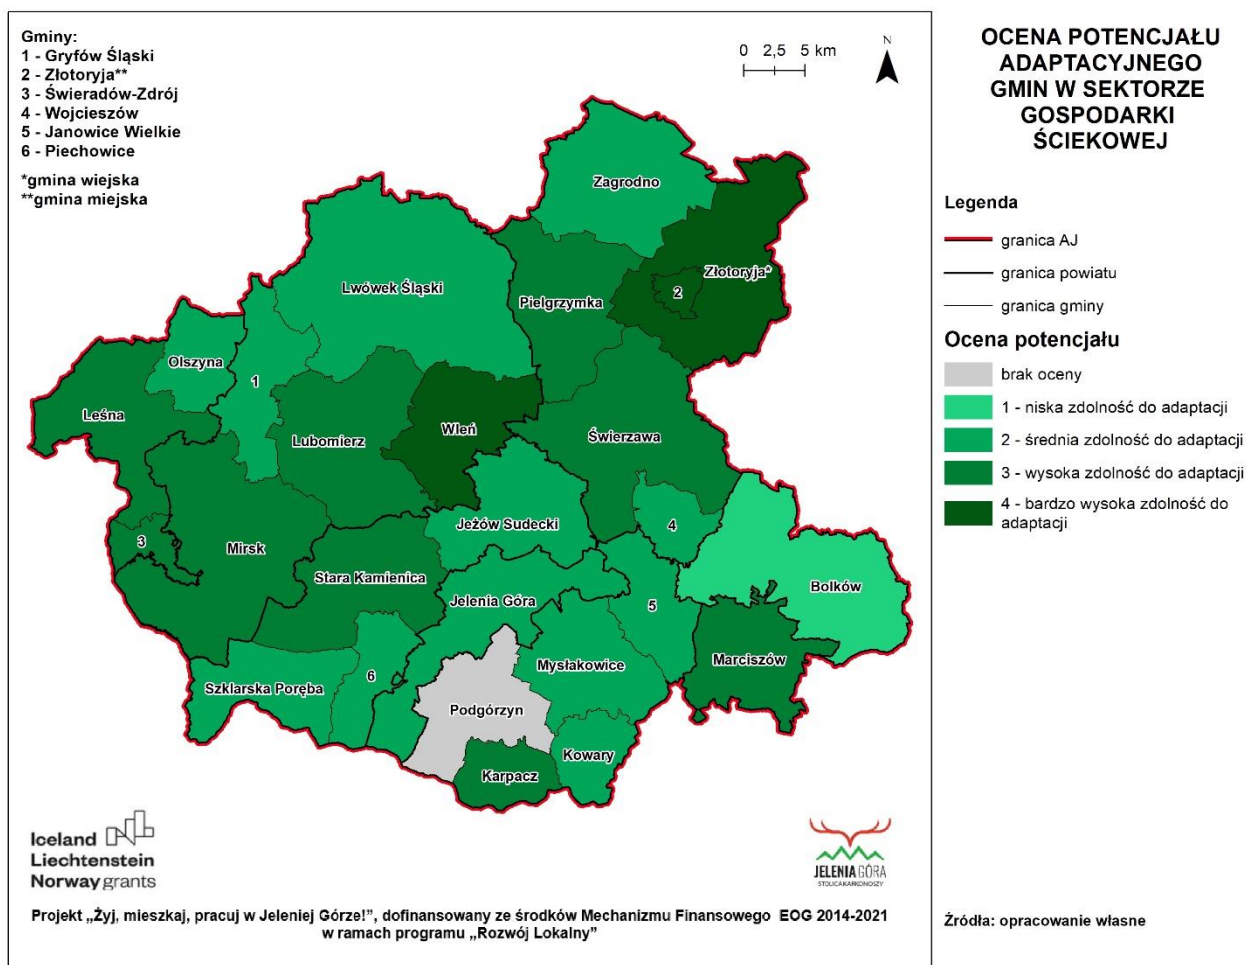 Gminy:
1 - Gryfów Śląski
2 - Złotoryja**
3 - Świeradów-Zdrój
4 - Wojcieszów
5 - Janowice Wielkie
6 - Piechowice
*gmina wiejska
**gmina miejska
0 2,5 5 km
N
Zagrodno
Złotoryja*
2
Lwówek Śląski
Pielgrzymka
Olszyna
1
Leśna
Lubomierz
Wleń
Świerzawa
3
Mirsk
Jeżów Sudecki
4
Stara Kamienica
Jelenia Góra
5
Bolków
Mysłakowice
Marciszów
Szklarska Poręba
6
Podgórzyn
Kowary
Karpacz
Iceland
Liechtenstein
Norway grants
JELENIA GÓRA
STOLICA KARKONOSZY
Projekt „Żyj, mieszkaj, pracuj w Jeleniej Górze!”, dofinansowany ze środków Mechanizmu Finansowego EOG 2014-2021
w ramach programu „Rozwój Lokalny”
OCENA POTENCJAŁU
ADAPTACYJNEGO
GMIN W SEKTORZE
GOSPODARKI
ŚCIEKOWEJ
Legenda
granica AJ
granica powiatu
granica gminy
Ocena potencjału
brak oceny
1 - niska zdolność do adaptacji
2 - średnia zdolność do adaptacji
3 - wysoka zdolność do adaptacji
4 - bardzo wysoka zdolność do
adaptacji
Źródła: opracowanie własne